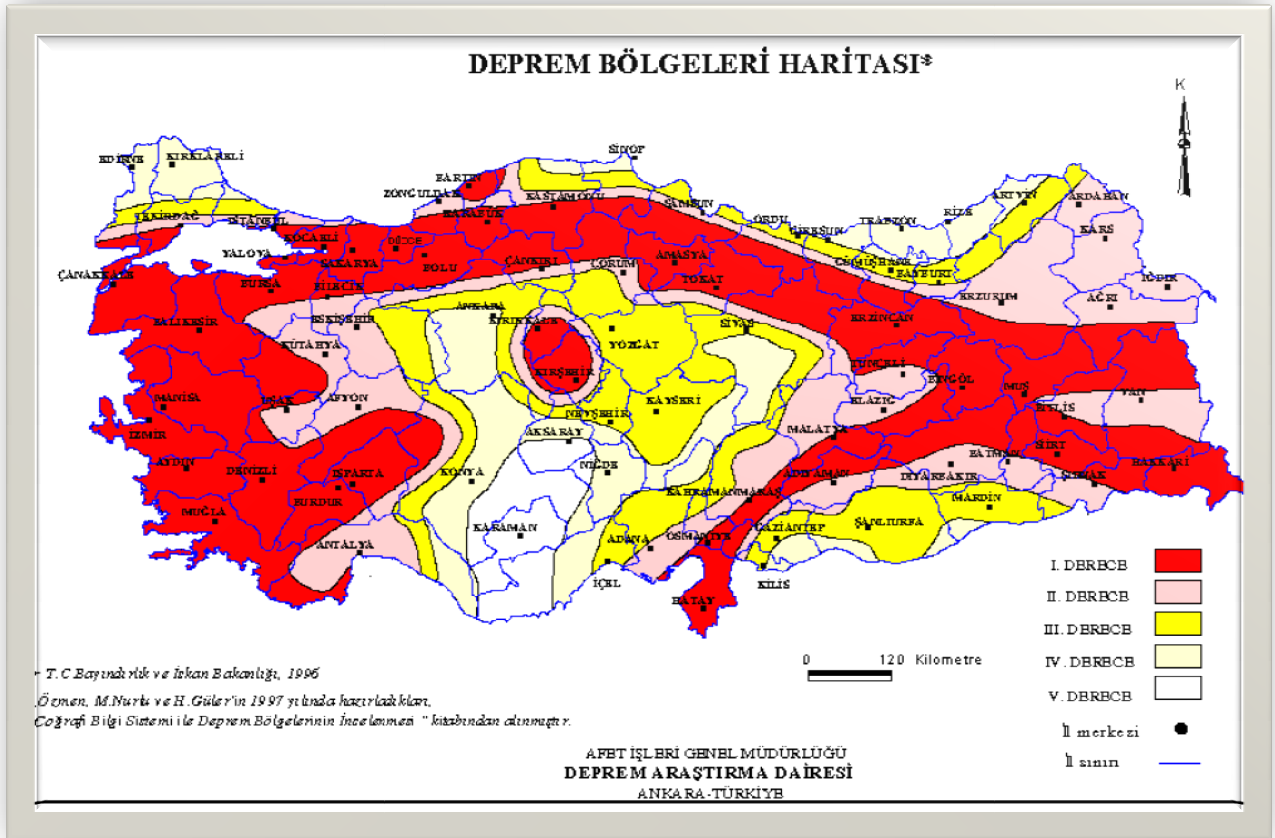 DEPREM BÖLGELERİ HARİTASI*
K
SİNOP
EDİRNE
KIRKLARELİ
BARTIN
ZONGULDAK
KASTAMONU
ARTVİN
ARDAHAN
TEKİRDAĞ
İSTANBUL
KARABÜK
SAMSUN
ORDU
TRABZON
RİZE
GİRESUN
KARS
KOCAELİ
DÜZCE
YALOVA
SAKARYA
BOLU
ÇANKIRI
ÇORUM
AMASYA
GÜMÜŞHANE
BAYBURT
ÇANAKKALE
BURSA
BİLECİK
TOKAT
ERZURUM
AĞRI
IĞDIR
BALIKESİR
ESKİŞEHİR
ANKARA
KIRIKKALE
SİVAS
ERZİNCAN
KÜTAHYA
YOZGAT
TUNCELİ
BİNGÖL
MUŞ
KIRŞEHİR
MANİSA
UŞAK
AFYON
NEVŞEHİR
KAYSERİ
ELAZIĞ
BİTLİS
VAN
İZMİR
AKSARAY
MALATYA
SİİRT
AYDIN
DENİZLİ
ISPARTA
KONYA
NİĞDE
BATMAN
HAKKARİ
BURDUR
KAHRAMANMARAŞ
ADIYAMAN
DİYARBAKIR
ŞIRNAK
MUĞLA
MARDİN
KARAMAN
GAZİANTEP
ŞANLIURFA
ANTALYA
ADANA
OSMANİYE
İÇEL
KİLİS
HATAY
I. DERECE
II. DERECE
III. DERECE
IV. DERECE
V. DERECE
İl merkezi
İl sınırı
0 120 Kilometre
* T.C Bayındırlık ve İskan Bakanlığı, 1996
.Özmen, M.Nurlu ve H.Güler'in 1997 yılında hazırladıkları,
Coğrafi Bilgi Sistemi ile Deprem Bölgelerinin İncelenmesi " kitabından alınmıştır.
AFET İŞLERİ GENEL MÜDÜRLÜĞÜ
DEPREM ARAŞTIRMA DAİRESİ
ANKARA-TÜRKİYE